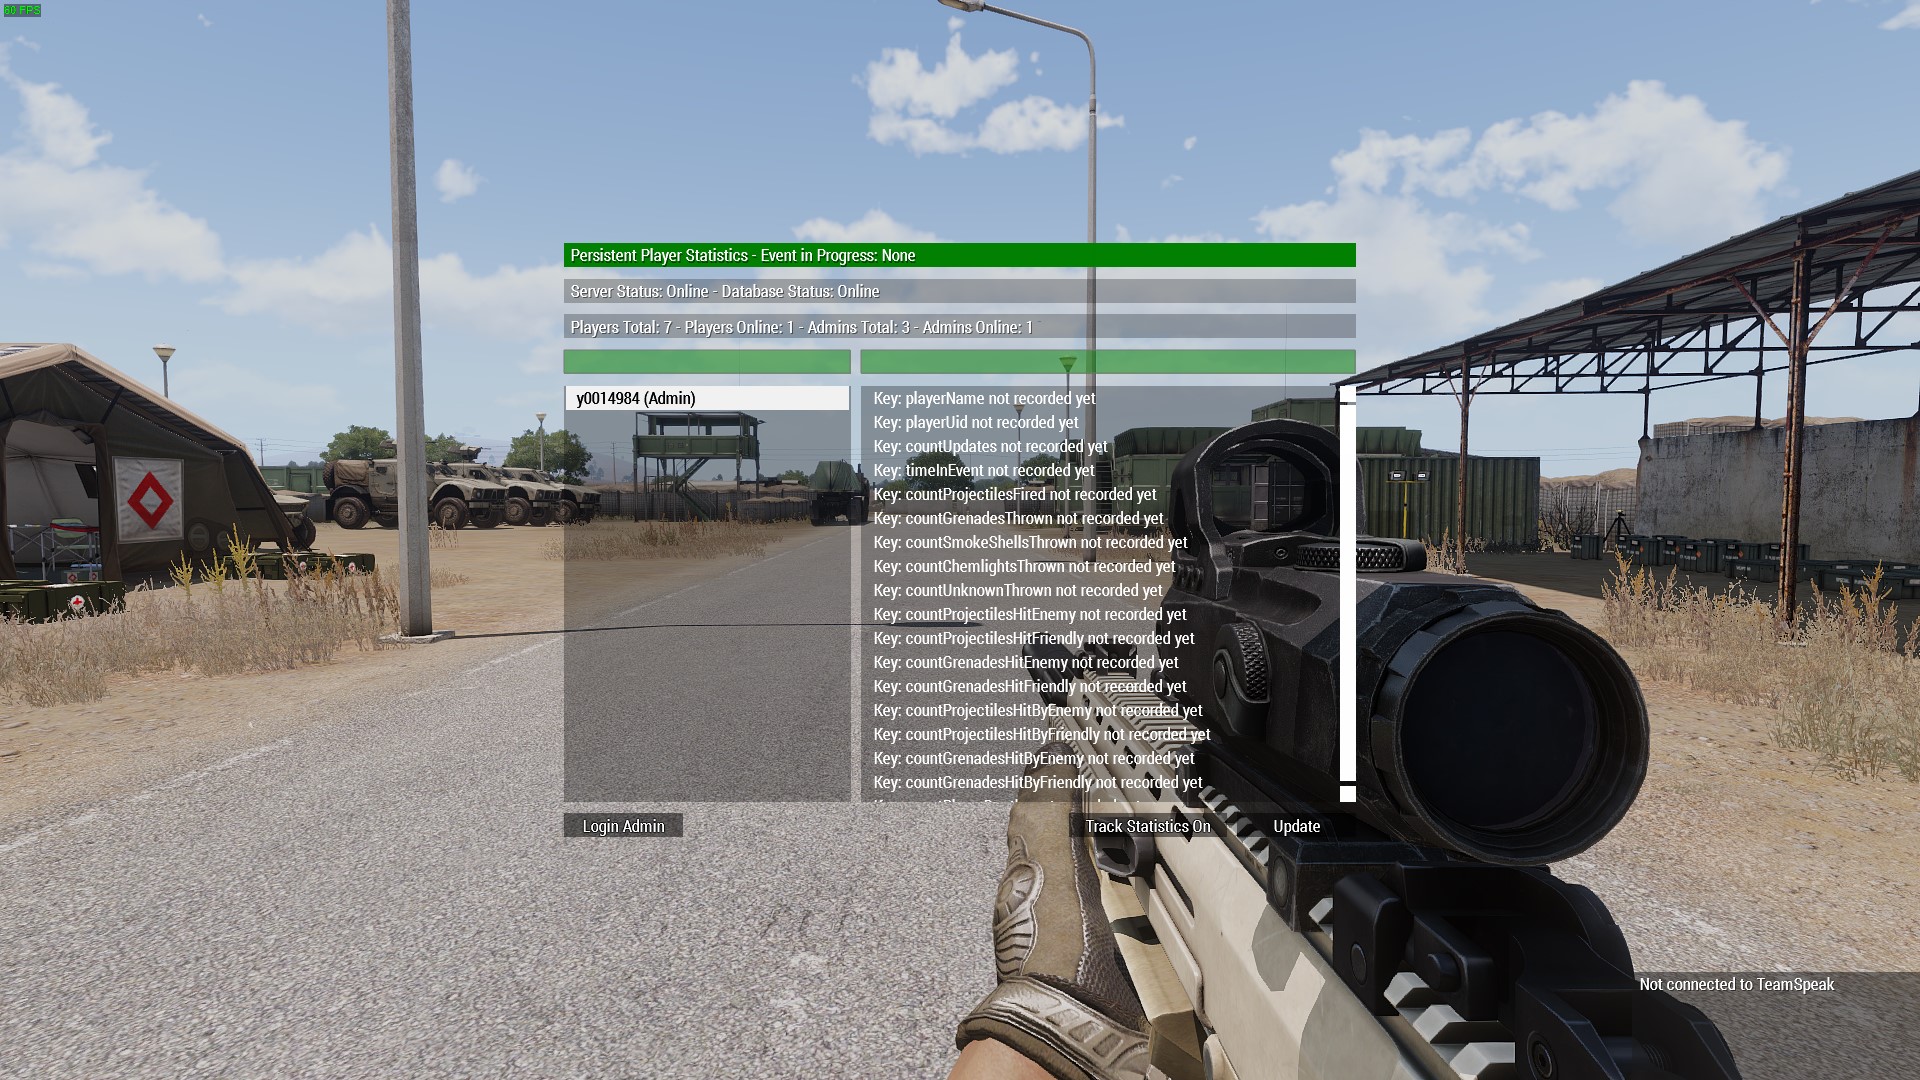 60 FPS
Persistent Player Statistics - Event in Progress: None
Server Status: Online - Database Status: Online
Players Total: 7 - Players Online: 1 - Admins Total: 3 - Admins Online: 1
y0014984 (Admin)
Key: playerName not recorded yet
Key: playerUid not recorded yet
Key: countUpdates not recorded yet
Key: timeInEvent not recorded yet
Key: countProjectilesFired not recorded yet
Key: countGrenadesThrown not recorded yet
Key: countSmokeShellsThrown not recorded yet
Key: countChemlightsThrown not recorded yet
Key: countUnknownThrown not recorded yet
Key: countProjectilesHitEnemy not recorded yet
Key: countProjectilesHitFriendly not recorded yet
Key: countGrenadesHitEnemy not recorded yet
Key: countGrenadesHitFriendly not recorded yet
Key: countProjectilesHitByEnemy not recorded yet
Key: countProjectilesHitByFriendly not recorded yet
Key: countGrenadesHitByEnemy not recorded yet
Key: countGrenadesHitByFriendly not recorded yet
Login Admin
Track Statistics On
Update
Not connected to TeamSpeak